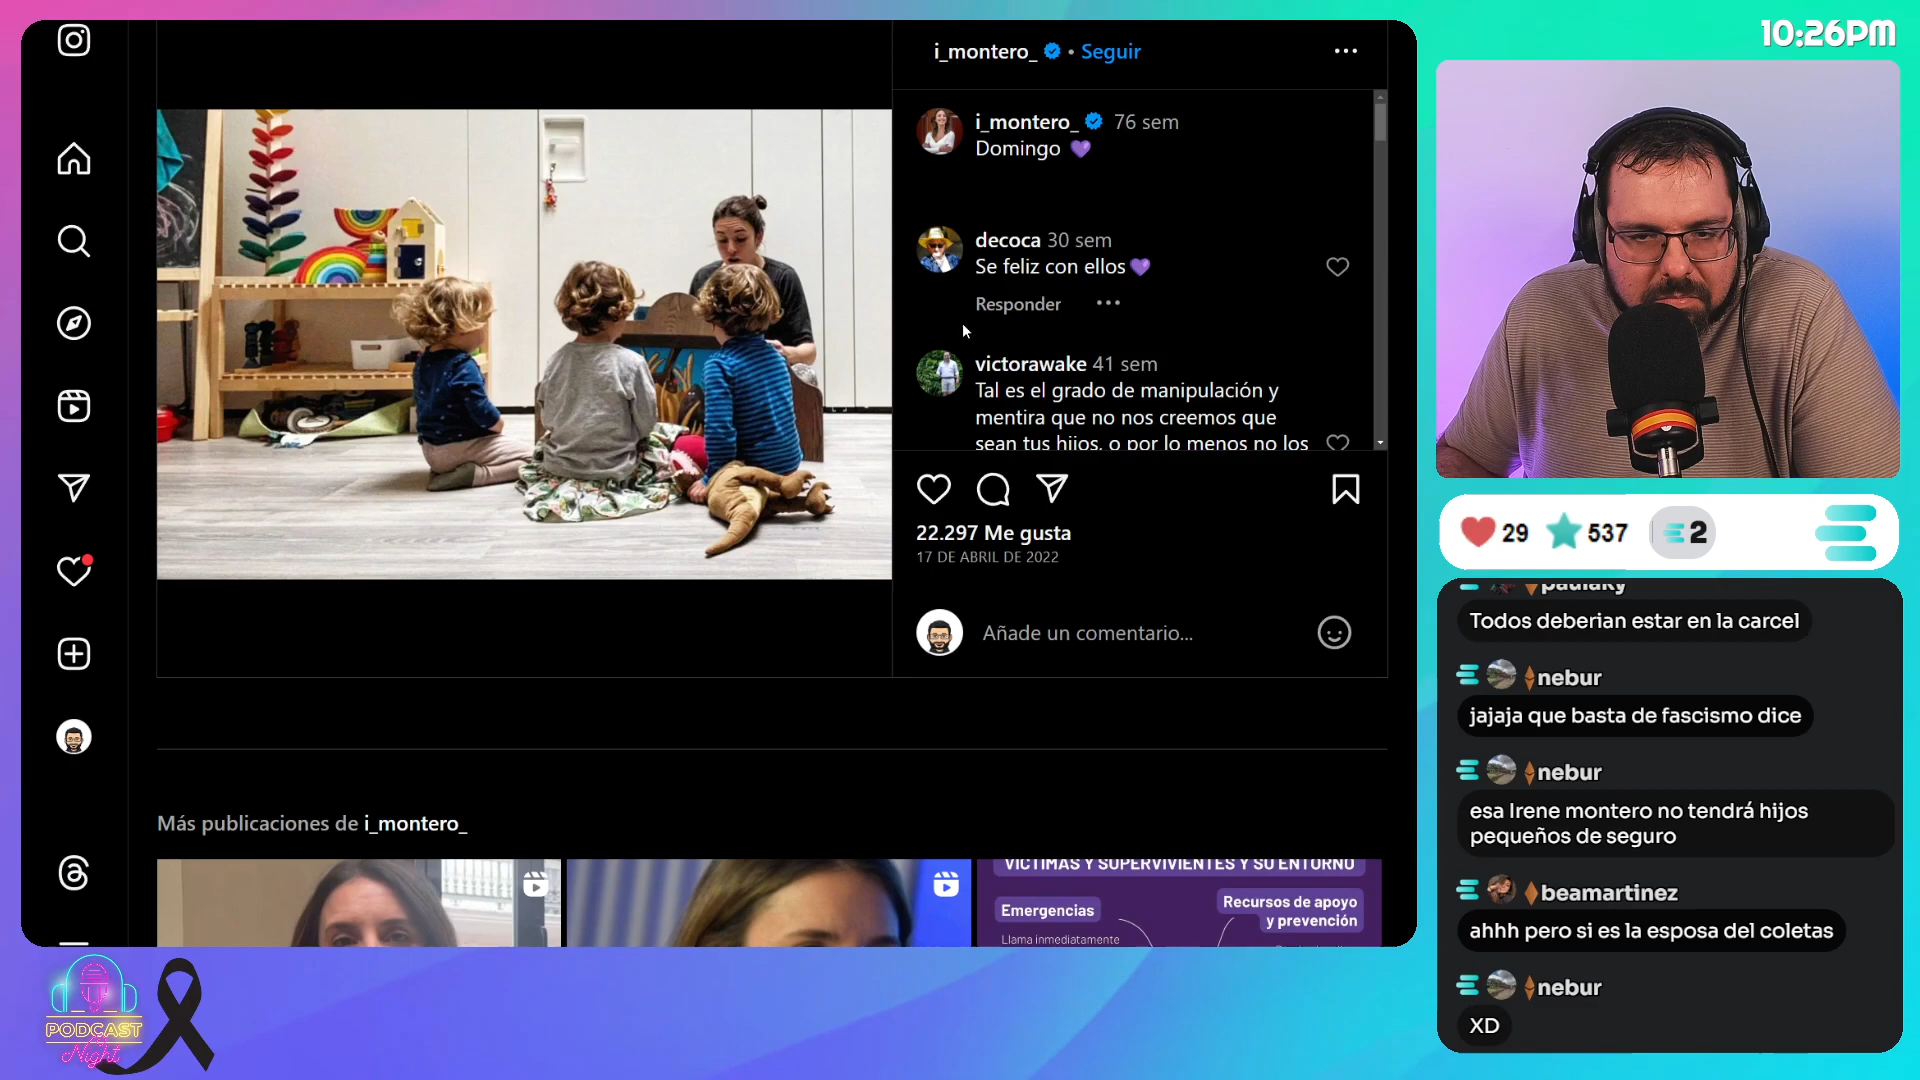 10:26PM
i_montero_ • Seguir
i_montero_ 76 sem
Domingo 💜
decoca 30 sem
Se feliz con ellos💜
Responder
victorawake 41 sem
Tal es el grado de manipulación y
mentira que no nos creemos que
sean tus hijos, o por lo menos no los
22.297 Me gusta
17 DE ABRIL DE 2022
Añade un comentario...
Más publicaciones de i_montero_
VÍCTIMAS Y SUPERVIVIENTES Y SU ENTORNO
Emergencias
Llama inmediatamente
Recursos de apoyo
y prevención
29
537
2
paulaky
Todos deberian estar en la carcel
nebur
jajaja que basta de fascismo dice
nebur
esa Irene montero no tendrá hijos
pequeños de seguro
beamartinez
ahhh pero si es la esposa del coletas
nebur
XD
PODCAST
Night